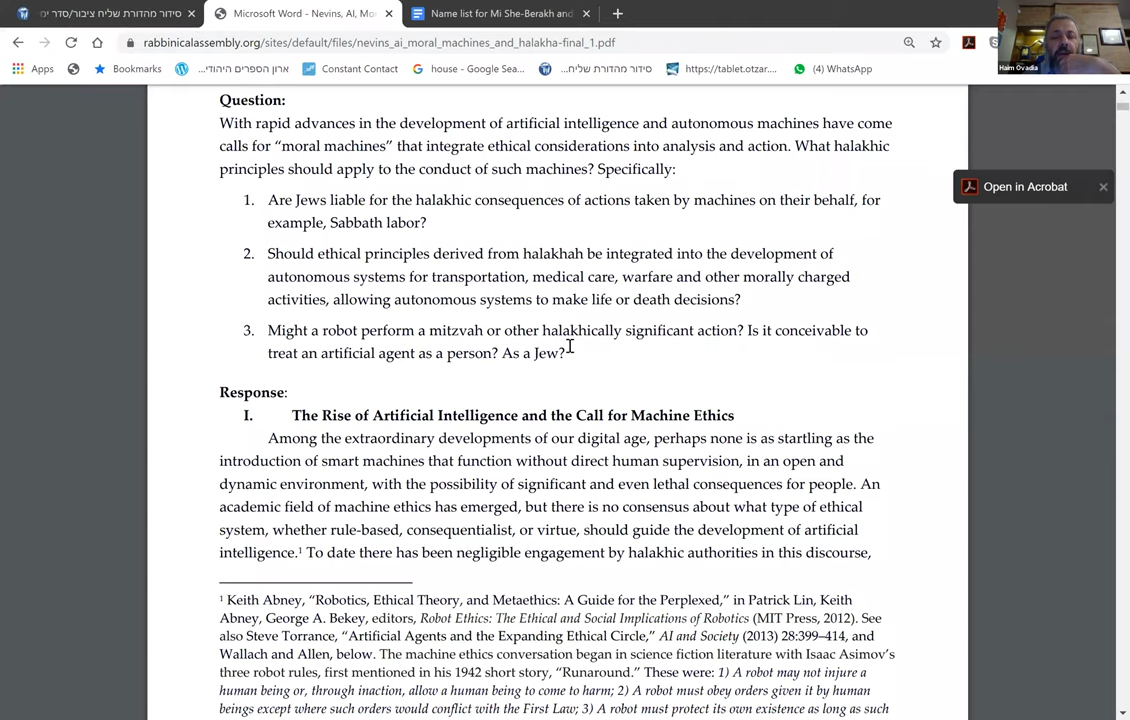 סידור מהדורת שליח ציבור/סדר ימי
Microsoft Word - Nevins, AI, Mo
Name list for Mi She-Berakh and
rabbinicalassembly.org/sites/default/files/nevins_ai_moral_machines_and_halakha-final_1.pdf
Apps
Bookmarks
ארון הספרים היהודי...
Constant Contact
house - Google Sea...
סידור מהדורת שליח...
https://tablet.otzar....
(4) WhatsApp
Haim Ovadia
Open in Acrobat
Question:
With rapid advances in the development of artificial intelligence and autonomous machines have come
calls for “moral machines” that integrate ethical considerations into analysis and action. What halakhic
principles should apply to the conduct of such machines? Specifically:
1. Are Jews liable for the halakhic consequences of actions taken by machines on their behalf, for
example, Sabbath labor?
2. Should ethical principles derived from halakhah be integrated into the development of
autonomous systems for transportation, medical care, warfare and other morally charged
activities, allowing autonomous systems to make life or death decisions?
3. Might a robot perform a mitzvah or other halakhically significant action? Is it conceivable to
treat an artificial agent as a person? As a Jew?
Response:
I. The Rise of Artificial Intelligence and the Call for Machine Ethics
Among the extraordinary developments of our digital age, perhaps none is as startling as the
introduction of smart machines that function without direct human supervision, in an open and
dynamic environment, with the possibility of significant and even lethal consequences for people. An
academic field of machine ethics has emerged, but there is no consensus about what type of ethical
system, whether rule-based, consequentialist, or virtue, should guide the development of artificial
intelligence.¹ To date there has been negligible engagement by halakhic authorities in this discourse,
¹ Keith Abney, “Robotics, Ethical Theory, and Metaethics: A Guide for the Perplexed,” in Patrick Lin, Keith
Abney, George A. Bekey, editors, Robot Ethics: The Ethical and Social Implications of Robotics (MIT Press, 2012). See
also Steve Torrance, “Artificial Agents and the Expanding Ethical Circle,” AI and Society (2013) 28:399–414, and
Wallach and Allen, below. The machine ethics conversation began in science fiction literature with Isaac Asimov’s
three robot rules, first mentioned in his 1942 short story, “Runaround.” These were: 1) A robot may not injure a
human being or, through inaction, allow a human being to come to harm; 2) A robot must obey orders given it by human
beings except where such orders would conflict with the First Law; 3) A robot must protect its own existence as long as such